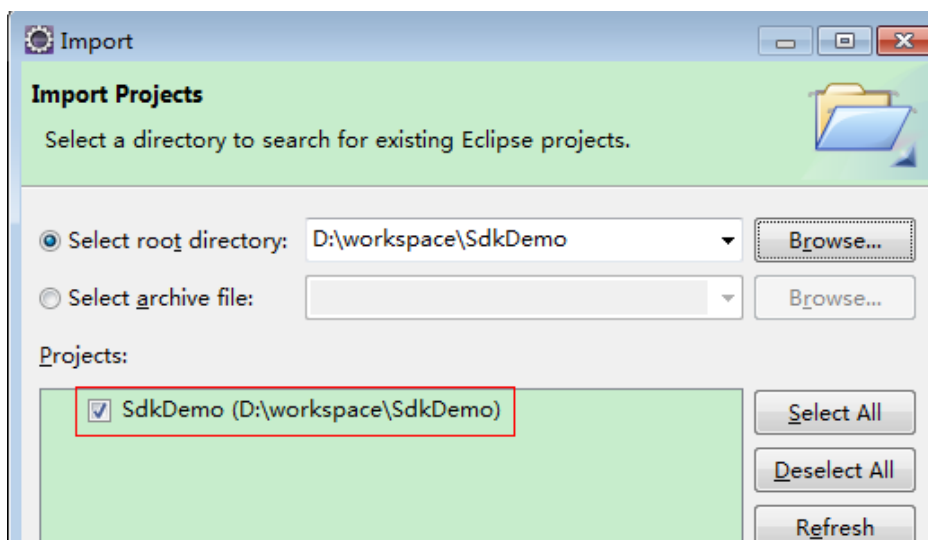 Import
Import Projects
Select a directory to search for existing Eclipse projects.
Select root directory: D:\workspace\SdkDemo Browse...
Select archive file: Browse...
Projects:
SdkDemo (D:\workspace\SdkDemo)
Select All
Deselect All
Refresh